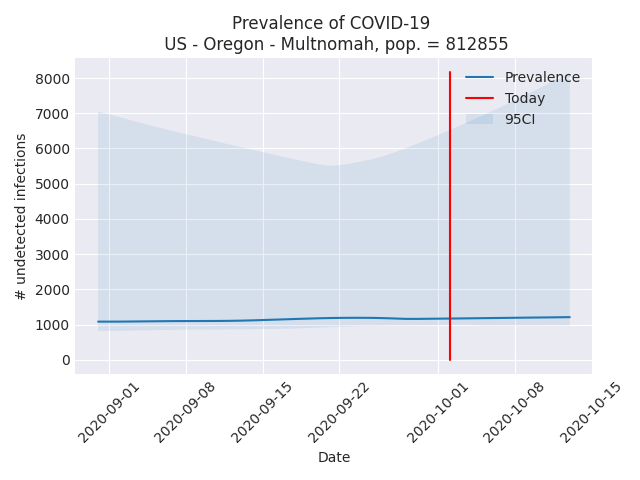 Prevalence of COVID-19
US - Oregon - Multnomah, pop. = 812855
8000
7000
6000
5000
4000
3000
2000
1000
0
# undetected infections
Prevalence
Today
95CI
2020-09-01
2020-09-08
2020-09-15
2020-09-22
2020-10-01
2020-10-08
2020-10-15
Date